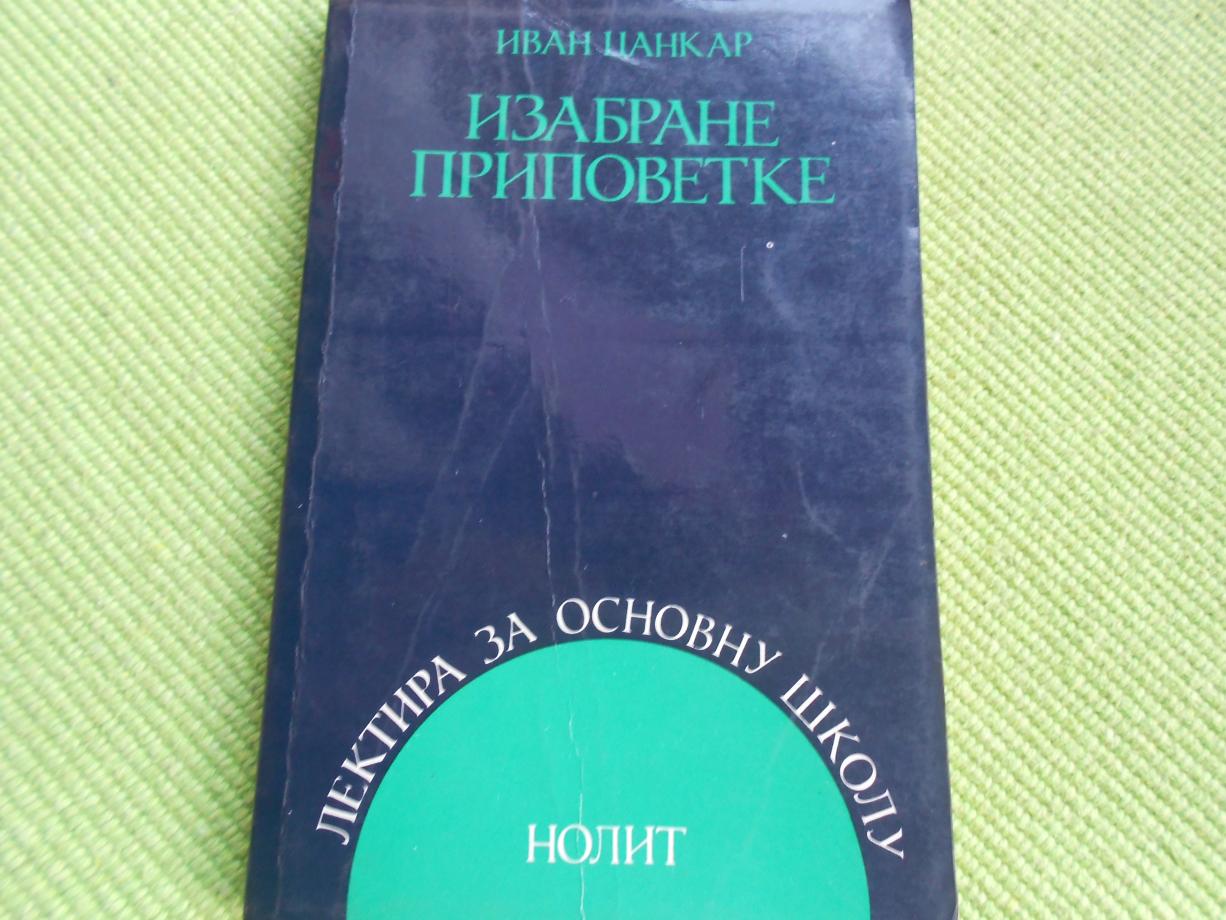 ИВАН ЦАНКАР
ИЗАБРАНЕ
ПРИПОВЕТКЕ
ЛЕКТИРА ЗА ОСНОВНУ ШКОЛУ
НОЛИТ